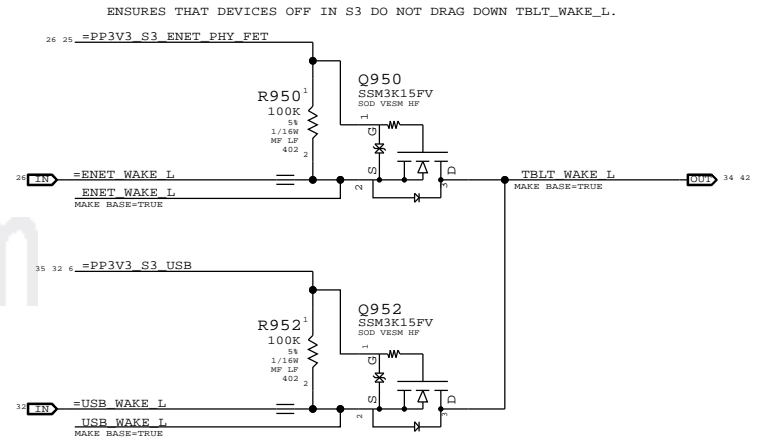 ENSURES THAT DEVICES OFF IN S3 DO NOT DRAG DOWN TBLT_WAKE_L.
26 25 =PP3V3_S3_ENET_PHY_FET
R950
100K
5%
1/16W
MF LF
402
1
2
Q950
SSM3K15FV
SOD VESM HF
1
G
S
2
D
3
26 IN =ENET_WAKE_L
ENET_WAKE_L
MAKE BASE=TRUE
TBLT_WAKE_L
MAKE BASE=TRUE
OUT 34 42
35 32 6 =PP3V3_S3_USB
R952
100K
5%
1/16W
MF LF
402
1
2
Q952
SSM3K15FV
SOD VESM HF
1
G
S
2
D
3
32 IN =USB_WAKE_L
USB_WAKE_L
MAKE BASE=TRUE